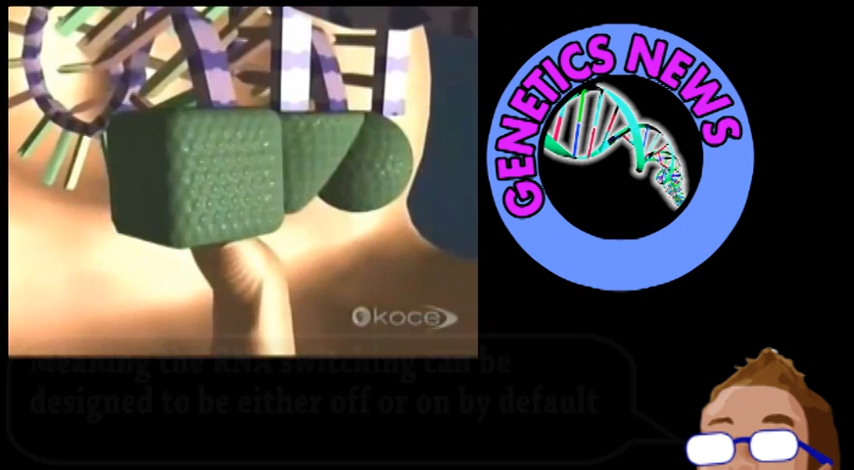 GENETICS NEWS
koce
Meaning the RNA switching can be
designed to be either off or on by default